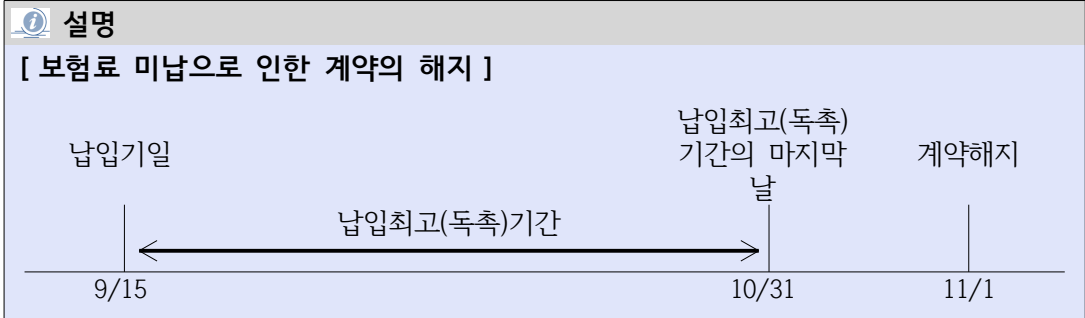 설명
[ 보험료 미납으로 인한 계약의 해지 ]
납입최고(독촉)
납입기일 기간의 마지막 계약해지
날
납입최고(독촉)기간
9/15 10/31 11/1